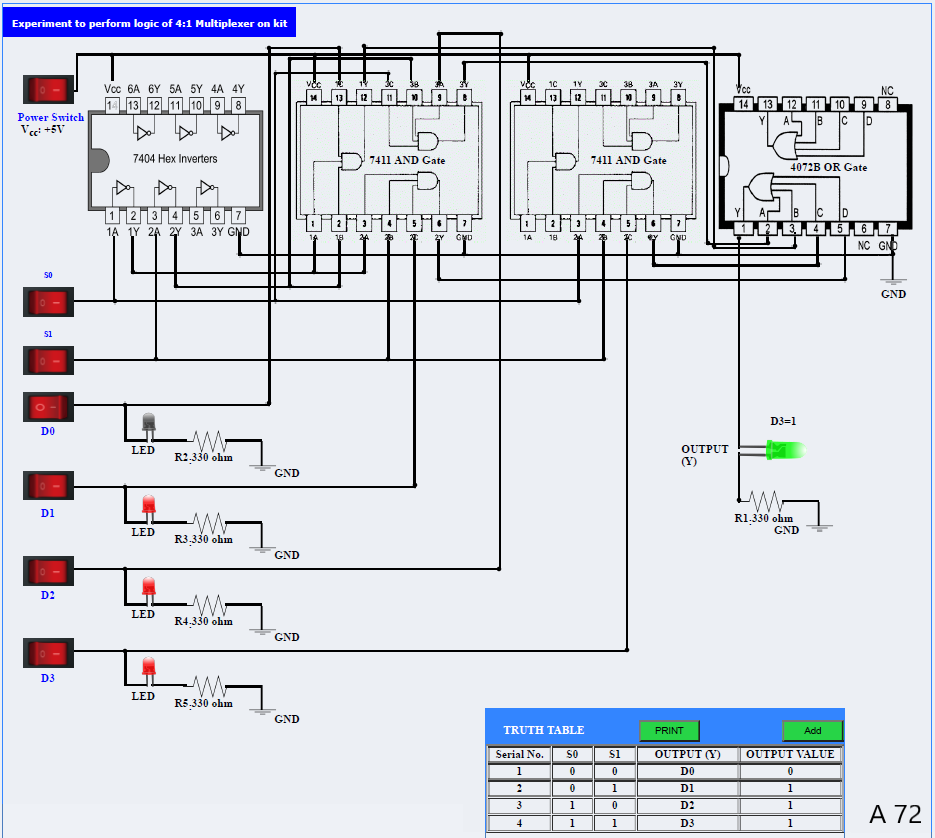 Experiment to perform logic of 4:1 Multiplexer on kit
Power Switch
Vcc: +5V
Vcc 6A 6Y 5A 5Y 4A 4Y
14 13 12 11 10 9 8
7404 Hex Inverters
1 2 3 4 5 6 7
1A 1Y 2A 2Y 3A 3Y GND
Vcc 1C 1Y 3C 3B 3A 3Y
14 13 12 11 10 9 8
7411 AND Gate
1 2 3 4 5 6 7
1A 1B 2A 2B 2C 2Y GND
Vcc 1C 1Y 3C 3B 3A 3Y
14 13 12 11 10 9 8
7411 AND Gate
1 2 3 4 5 6 7
1A 1B 2A 2B 2C 2Y GND
Vcc NC
14 13 12 11 10 9 8
Y A B C D
4072B OR Gate
Y A B C D
1 2 3 4 5 6 7
NC GND
GND
S0
S1
D0
LED
R2:330 ohm
GND
D1
LED
R3:330 ohm
GND
D2
LED
R4:330 ohm
GND
D3
LED
R5:330 ohm
GND
D3=1
OUTPUT
(Y)
R1:330 ohm
GND
TRUTH TABLE PRINT Add
Serial No. S0 S1 OUTPUT (Y) OUTPUT VALUE
1 0 0 D0 0
2 0 1 D1 1
3 1 0 D2 1
4 1 1 D3 1
A 72